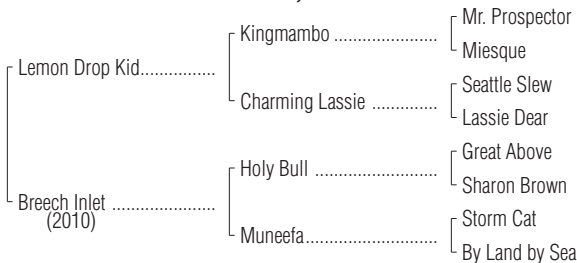 Mr. Prospector
Kingmambo ....................
Miesque
Lemon Drop Kid...............
Seattle Slew
Charming Lassie .............
Lassie Dear
Great Above
Holy Bull ........................
Sharon Brown
Breech Inlet .....................
(2010)
Storm Cat
Muneefa..........................
By Land by Sea